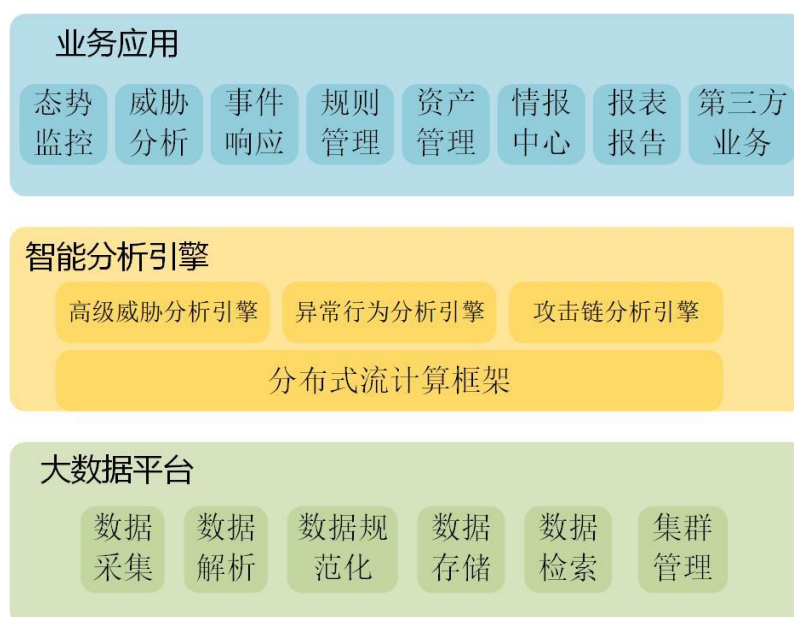 业务应用
态势 威胁 事件 规则 资产 情报 报表 第三方
监控 分析 响应 管理 管理 中心 报告 业务
智能分析引擎
高级威胁分析引擎 异常行为分析引擎 攻击链分析引擎
分布式流计算框架
大数据平台
数据 数据 数据规 数据 数据 集群
采集 解析 范化 存储 检索 管理